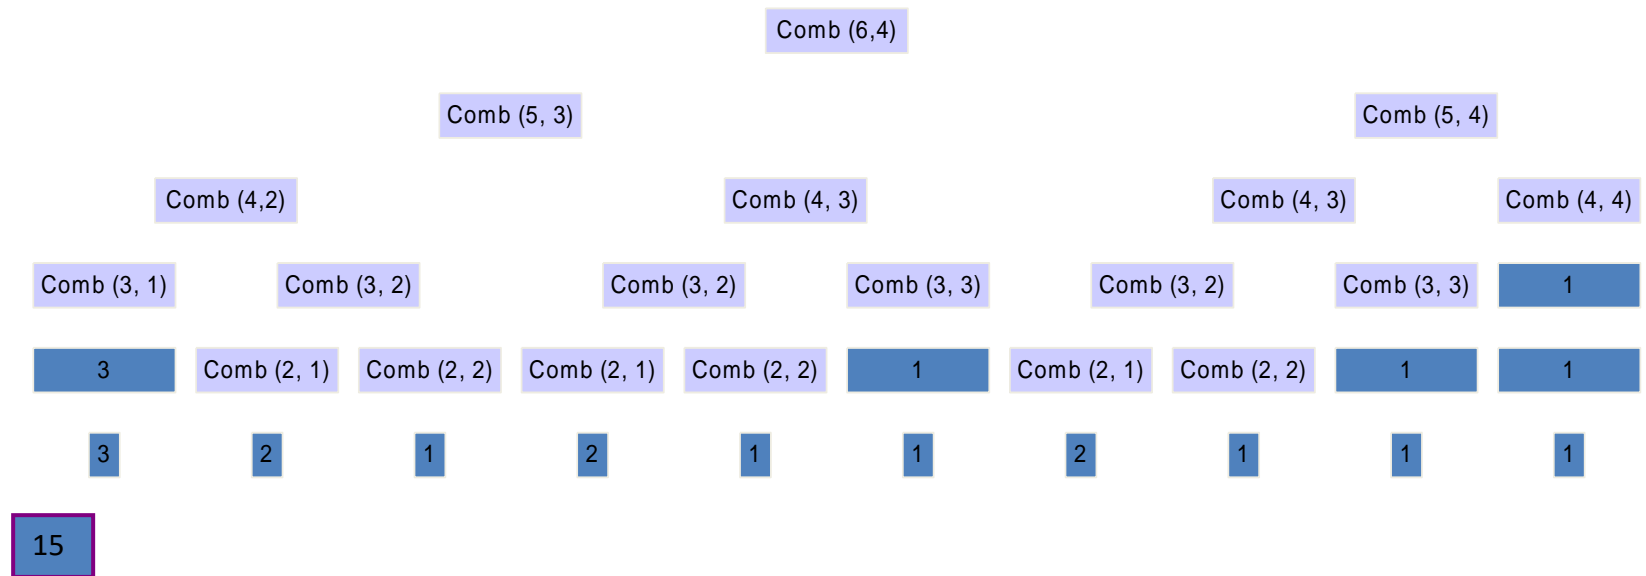 Comb (6,4)
Comb (5, 3) Comb (5, 4)
Comb (4,2) Comb (4, 3) Comb (4, 3) Comb (4, 4)
Comb (3, 1) Comb (3, 2) Comb (3, 2) Comb (3, 3) Comb (3, 2) Comb (3, 3) 1
3 Comb (2, 1) Comb (2, 2) Comb (2, 1) Comb (2, 2) 1 Comb (2, 1) Comb (2, 2) 1 1
3 2 1 2 1 1 2 1 1 1
15